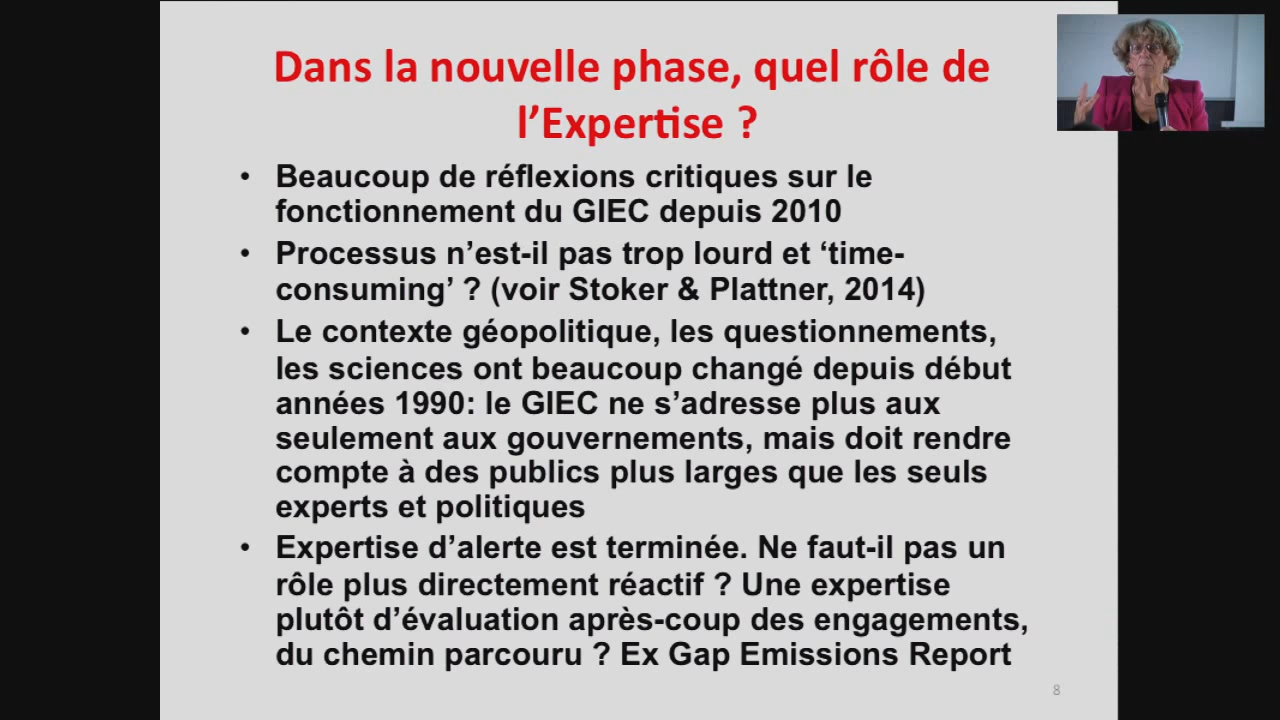 Dans la nouvelle phase, quel rôle de
l’Expertise ?
• Beaucoup de réflexions critiques sur le
fonctionnement du GIEC depuis 2010
• Processus n’est-il pas trop lourd et ‘time-
consuming’ ? (voir Stoker & Plattner, 2014)
• Le contexte géopolitique, les questionnements,
les sciences ont beaucoup changé depuis début
années 1990: le GIEC ne s’adresse plus aux
seulement aux gouvernements, mais doit rendre
compte à des publics plus larges que les seuls
experts et politiques
• Expertise d’alerte est terminée. Ne faut-il pas un
rôle plus directement réactif ? Une expertise
plutôt d’évaluation après-coup des engagements,
du chemin parcouru ? Ex Gap Emissions Report
8